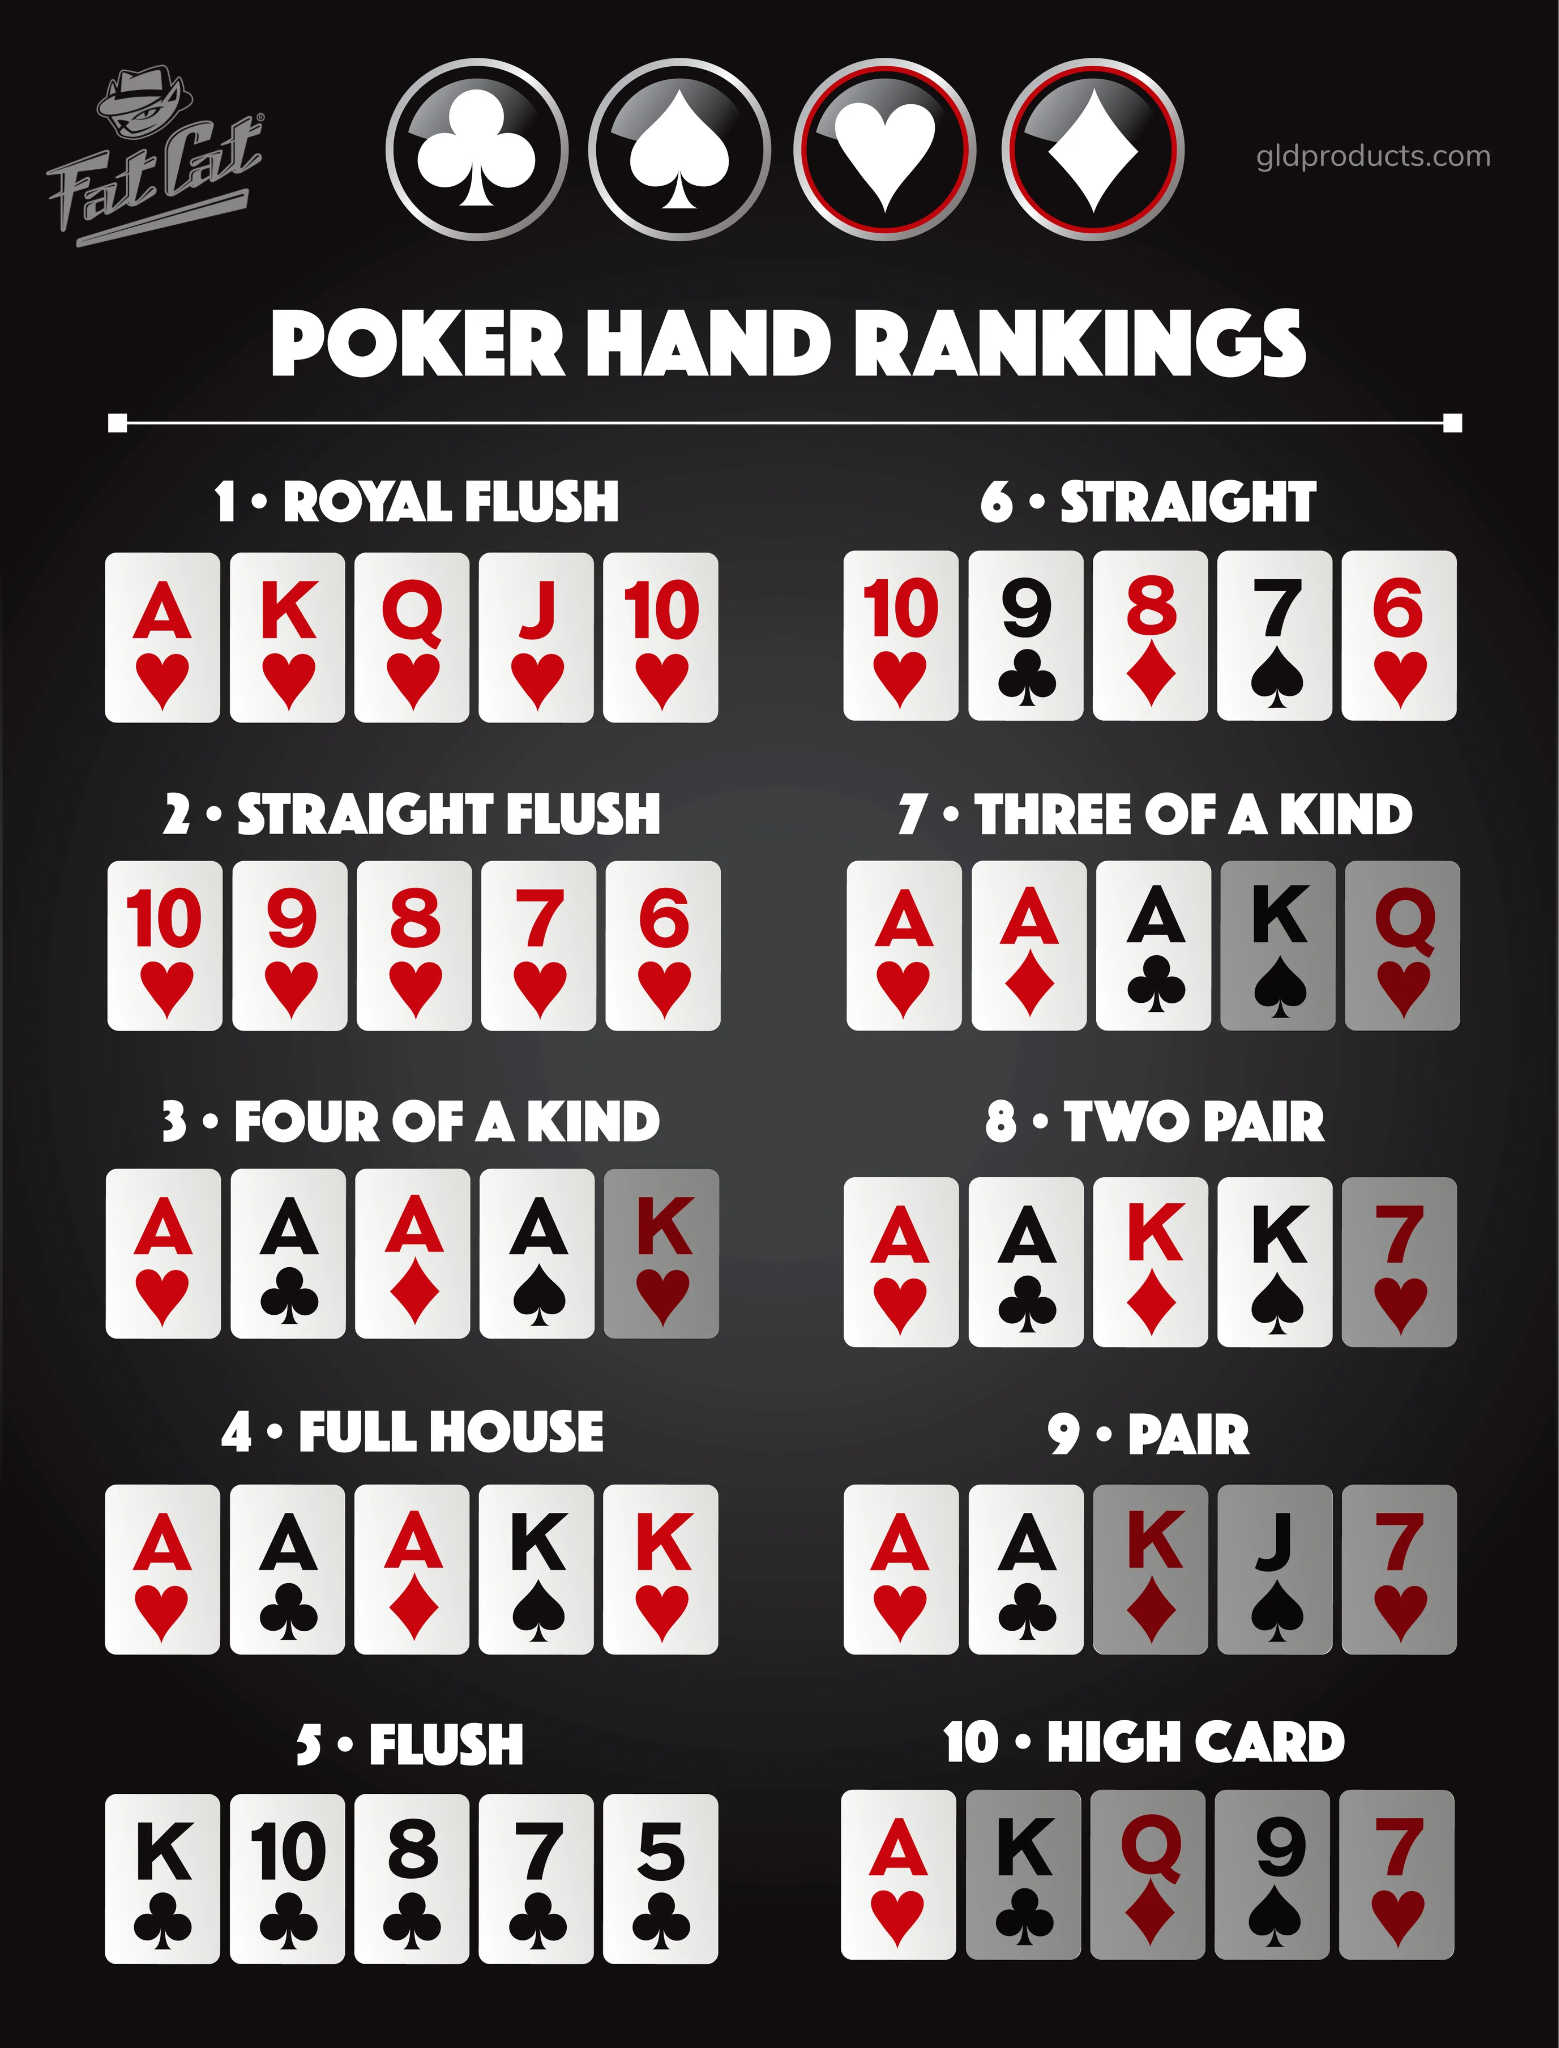 Fat Cat®
gldproducts.com
POKER HAND RANKINGS
1 • ROYAL FLUSH
A K Q J 10
2 • STRAIGHT FLUSH
10 9 8 7 6
3 • FOUR OF A KIND
A A A A K
4 • FULL HOUSE
A A A K K
5 • FLUSH
K 10 8 7 5
6 • STRAIGHT
10 9 8 7 6
7 • THREE OF A KIND
A A A K Q
8 • TWO PAIR
A A K K 7
9 • PAIR
A A K J 7
10 • HIGH CARD
A K Q 9 7